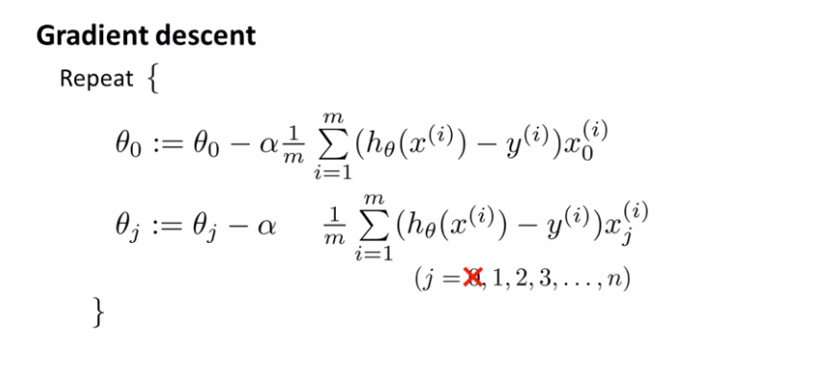 Gradient descent
Repeat {
θ₀ := θ₀ − α 1/m ∑ᵢ₌₁ᵐ (h_θ(x⁽ⁱ⁾) − y⁽ⁱ⁾)x₀⁽ⁱ⁾
θⱼ := θⱼ − α 1/m ∑ᵢ₌₁ᵐ (h_θ(x⁽ⁱ⁾) − y⁽ⁱ⁾)xⱼ⁽ⁱ⁾
(j = , 1, 2, 3, . . . , n)
}